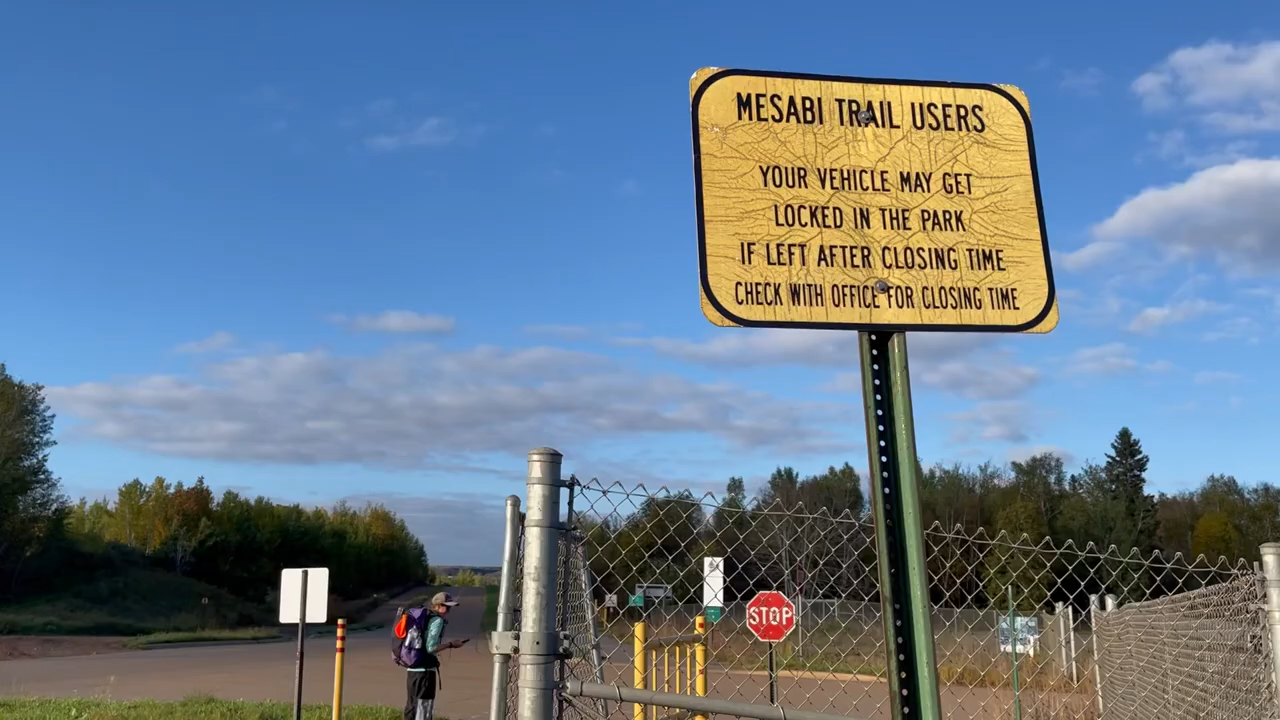 MESABI TRAIL USERS
YOUR VEHICLE MAY GET
LOCKED IN THE PARK
IF LEFT AFTER CLOSING TIME
CHECK WITH OFFICE FOR CLOSING TIME
STOP